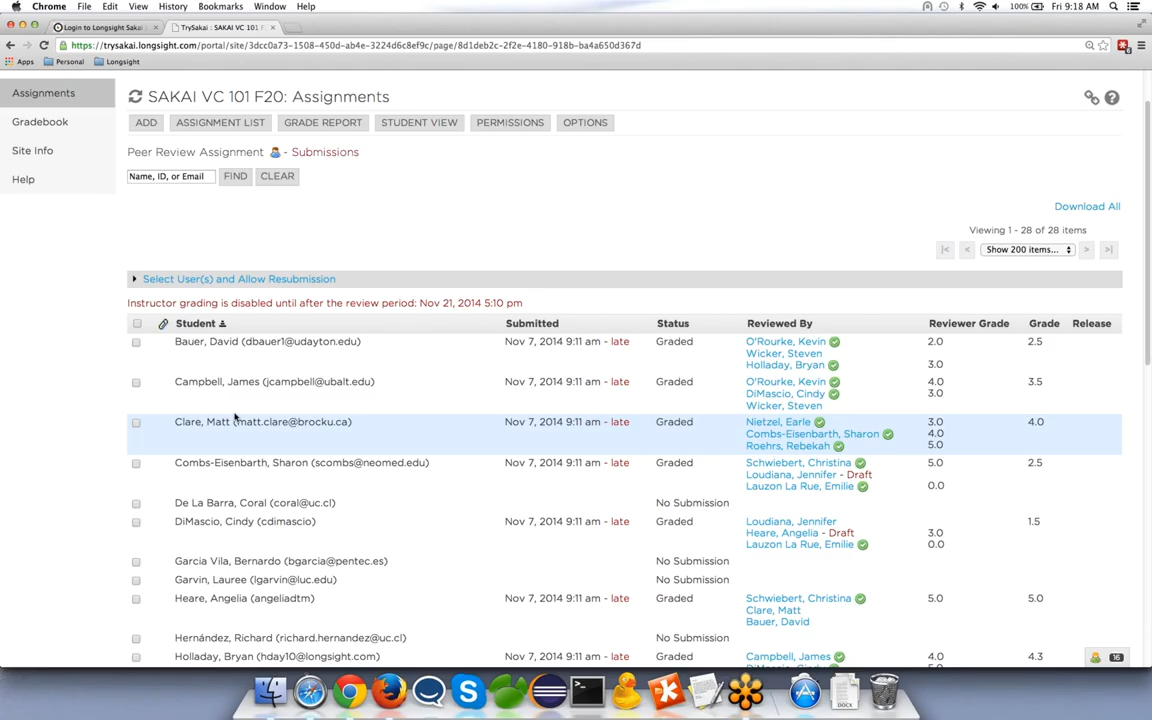 Chrome File Edit View History Bookmarks Window Help 100% Fri 9:18 AM
Login to Longsight Sakai × TrySakai : SAKAI VC 101 F ×
https://trysakai.longsight.com/portal/site/3dcc0a73-1508-450d-ab4e-3224d6c8ef9c/page/8d1deb2c-2f2e-4180-918b-ba4a650d367d
Apps Personal Longsight
Assignments
Gradebook
Site Info
Help
SAKAI VC 101 F20: Assignments
ADD ASSIGNMENT LIST GRADE REPORT STUDENT VIEW PERMISSIONS OPTIONS
Peer Review Assignment - Submissions
Name, ID, or Email FIND CLEAR
Download All
Viewing 1 - 28 of 28 items
|< < Show 200 items... > >|
Select User(s) and Allow Resubmission
Instructor grading is disabled until after the review period: Nov 21, 2014 5:10 pm
Student Submitted Status Reviewed By Reviewer Grade Grade Release
Bauer, David (dbauer1@udayton.edu) Nov 7, 2014 9:11 am - late Graded O'Rourke, Kevin 2.0 2.5
Wicker, Steven
Holladay, Bryan 3.0
Campbell, James (jcampbell@ubalt.edu) Nov 7, 2014 9:11 am - late Graded O'Rourke, Kevin 4.0 3.5
DiMascio, Cindy 3.0
Wicker, Steven
Clare, Matt (matt.clare@brocku.ca) Nov 7, 2014 9:11 am - late Graded Nietzel, Earle 3.0 4.0
Combs-Eisenbarth, Sharon 4.0
Roehrs, Rebekah 5.0
Combs-Eisenbarth, Sharon (scombs@neomed.edu) Nov 7, 2014 9:11 am - late Graded Schwiebert, Christina 5.0 2.5
Loudiana, Jennifer - Draft
Lauzon La Rue, Emilie 0.0
De La Barra, Coral (coral@uc.cl) No Submission
DiMascio, Cindy (cdimascio) Nov 7, 2014 9:11 am - late Graded Loudiana, Jennifer 1.5
Heare, Angelia - Draft 3.0
Lauzon La Rue, Emilie 0.0
Garcia Vila, Bernardo (bgarcia@pentec.es) No Submission
Garvin, Lauree (lgarvin@luc.edu) No Submission
Heare, Angelia (angeliadtm) Nov 7, 2014 9:11 am - late Graded Schwiebert, Christina 5.0 5.0
Clare, Matt
Bauer, David
Hernández, Richard (richard.hernandez@uc.cl) No Submission
Holladay, Bryan (hday10@longsight.com) Nov 7, 2014 9:11 am - late Graded Campbell, James 4.0 4.3
16
DOCX